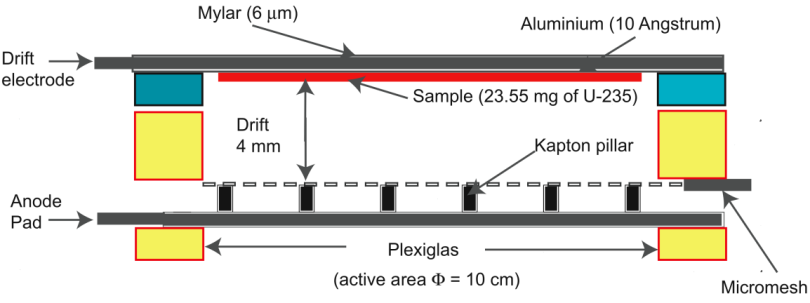 Mylar (6 μm)
Aluminium (10 Angstrum)
Drift
electrode
Sample (23.55 mg of U-235)
Drift
4 mm
Kapton pillar
Anode
Pad
Plexiglas
(active area Φ = 10 cm)
Micromesh